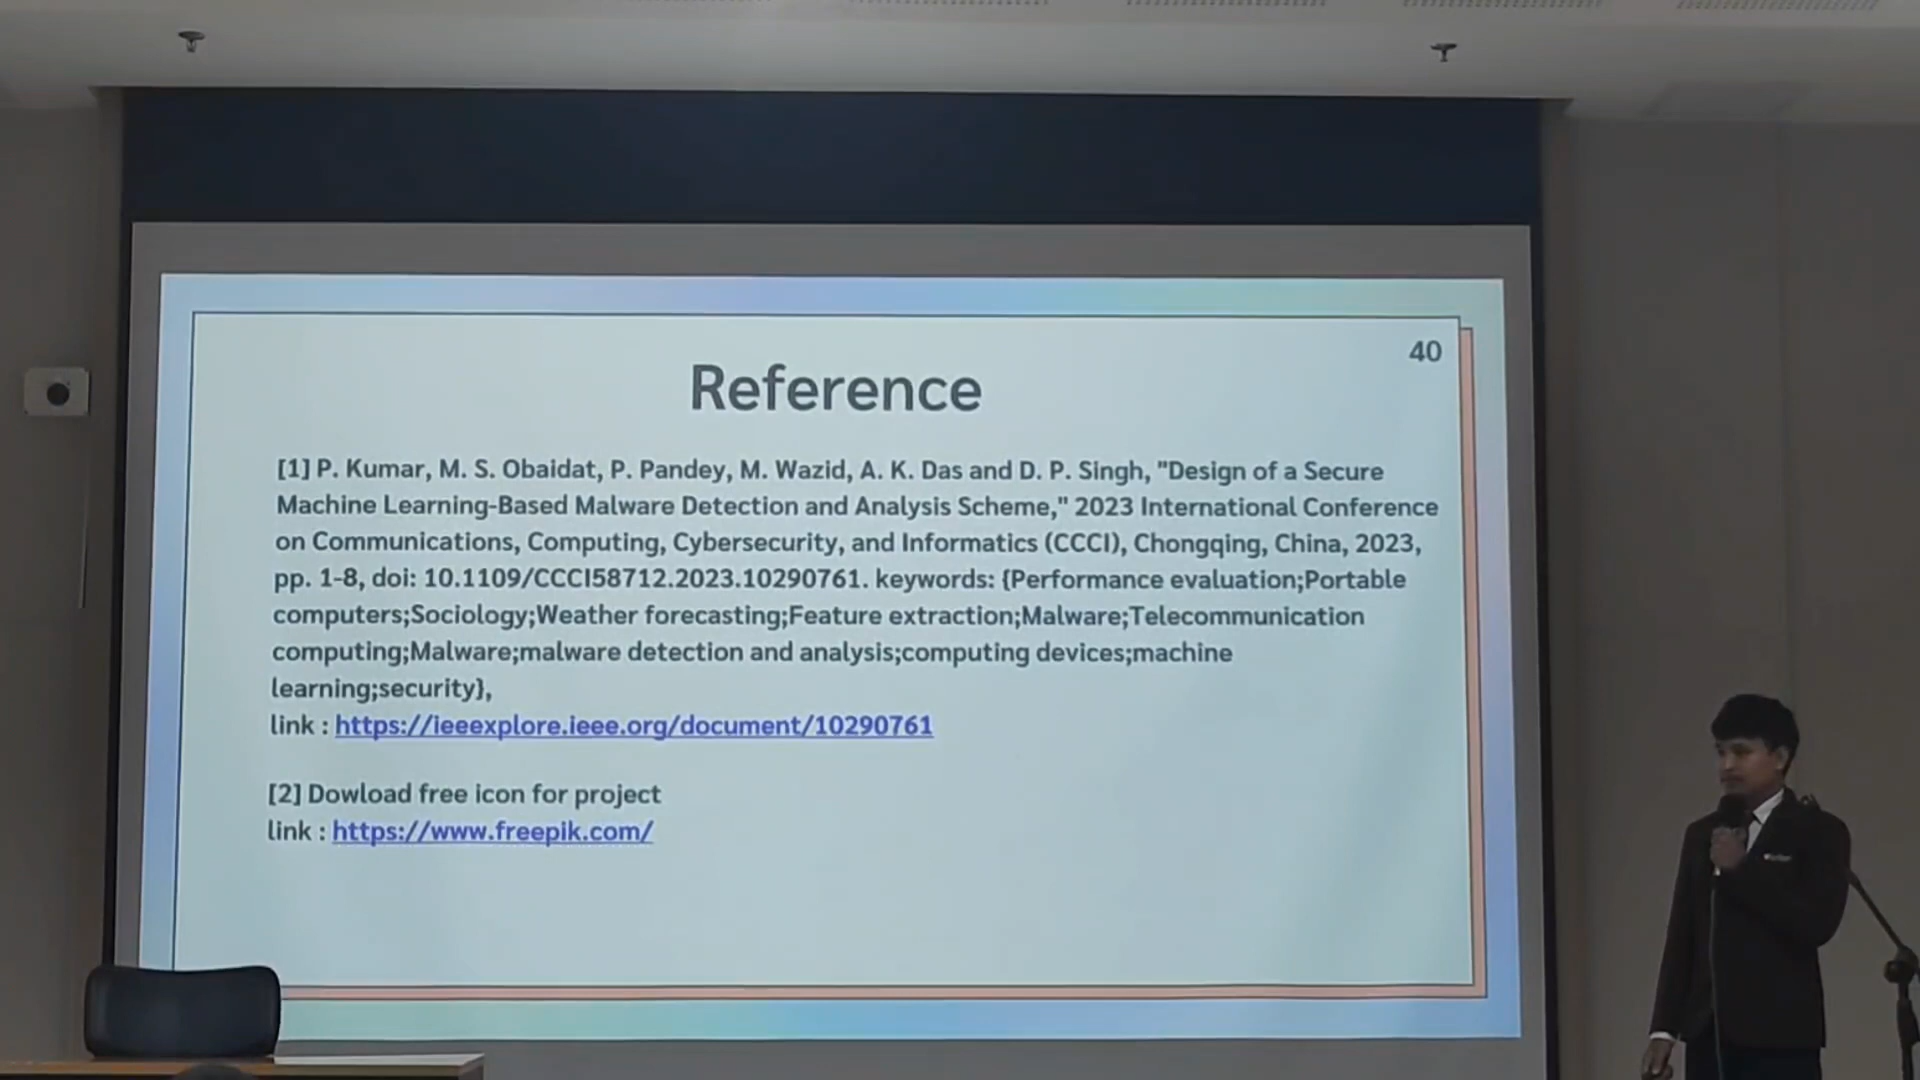 40
Reference
[1] P. Kumar, M. S. Obaidat, P. Pandey, M. Wazid, A. K. Das and D. P. Singh, "Design of a Secure
Machine Learning-Based Malware Detection and Analysis Scheme," 2023 International Conference
on Communications, Computing, Cybersecurity, and Informatics (CCCI), Chongqing, China, 2023,
pp. 1-8, doi: 10.1109/CCCI58712.2023.10290761. keywords: {Performance evaluation;Portable
computers;Sociology;Weather forecasting;Feature extraction;Malware;Telecommunication
computing;Malware;malware detection and analysis;computing devices;machine
learning;security},
link : https://ieeexplore.ieee.org/document/10290761
[2] Dowload free icon for project
link : https://www.freepik.com/